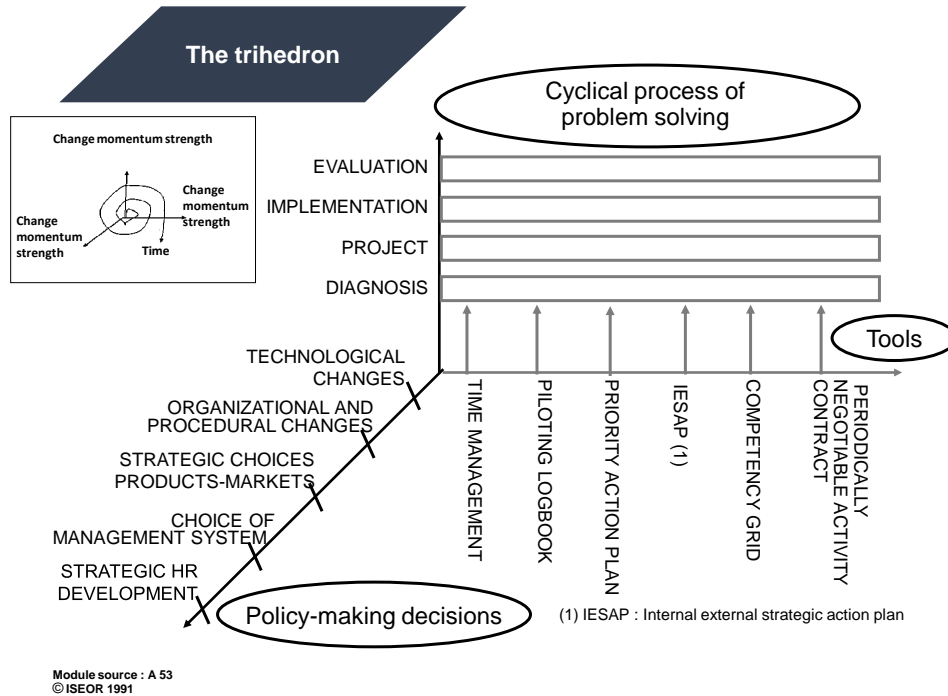 The trihedron
Cyclical process of
problem solving
Change momentum strength
Change
momentum
strength
Change
momentum
strength
Time
EVALUATION
IMPLEMENTATION
PROJECT
DIAGNOSIS
Tools
TECHNOLOGICAL
CHANGES
ORGANIZATIONAL AND
PROCEDURAL CHANGES
STRATEGIC CHOICES
PRODUCTS-MARKETS
CHOICE OF
MANAGEMENT SYSTEM
STRATEGIC HR
DEVELOPMENT
TIME MANAGEMENT
PILOTING LOGBOOK
PRIORITY ACTION PLAN
IESAP (1)
COMPETENCY GRID
PERIODICALLY
NEGOTIABLE ACTIVITY
CONTRACT
Policy-making decisions
(1) IESAP : Internal external strategic action plan
Module source : A 53
© ISEOR 1991